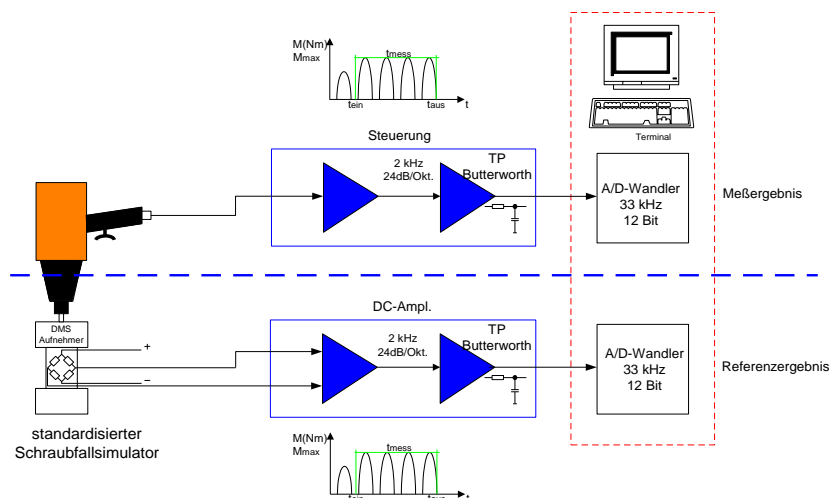 M(Nm)
Mmax
tmess
tein
taus
t
Steuerung
2 kHz
24dB/Okt.
TP
Butterworth
Terminal
A/D-Wandler
33 kHz
12 Bit
Meßergebnis
DMS
Aufnehmer
+
−
DC-Ampl.
2 kHz
24dB/Okt.
TP
Butterworth
A/D-Wandler
33 kHz
12 Bit
Referenzergebnis
standardisierter
Schraubfallsimulator
M(Nm)
Mmax
tmess
tein
taus
t